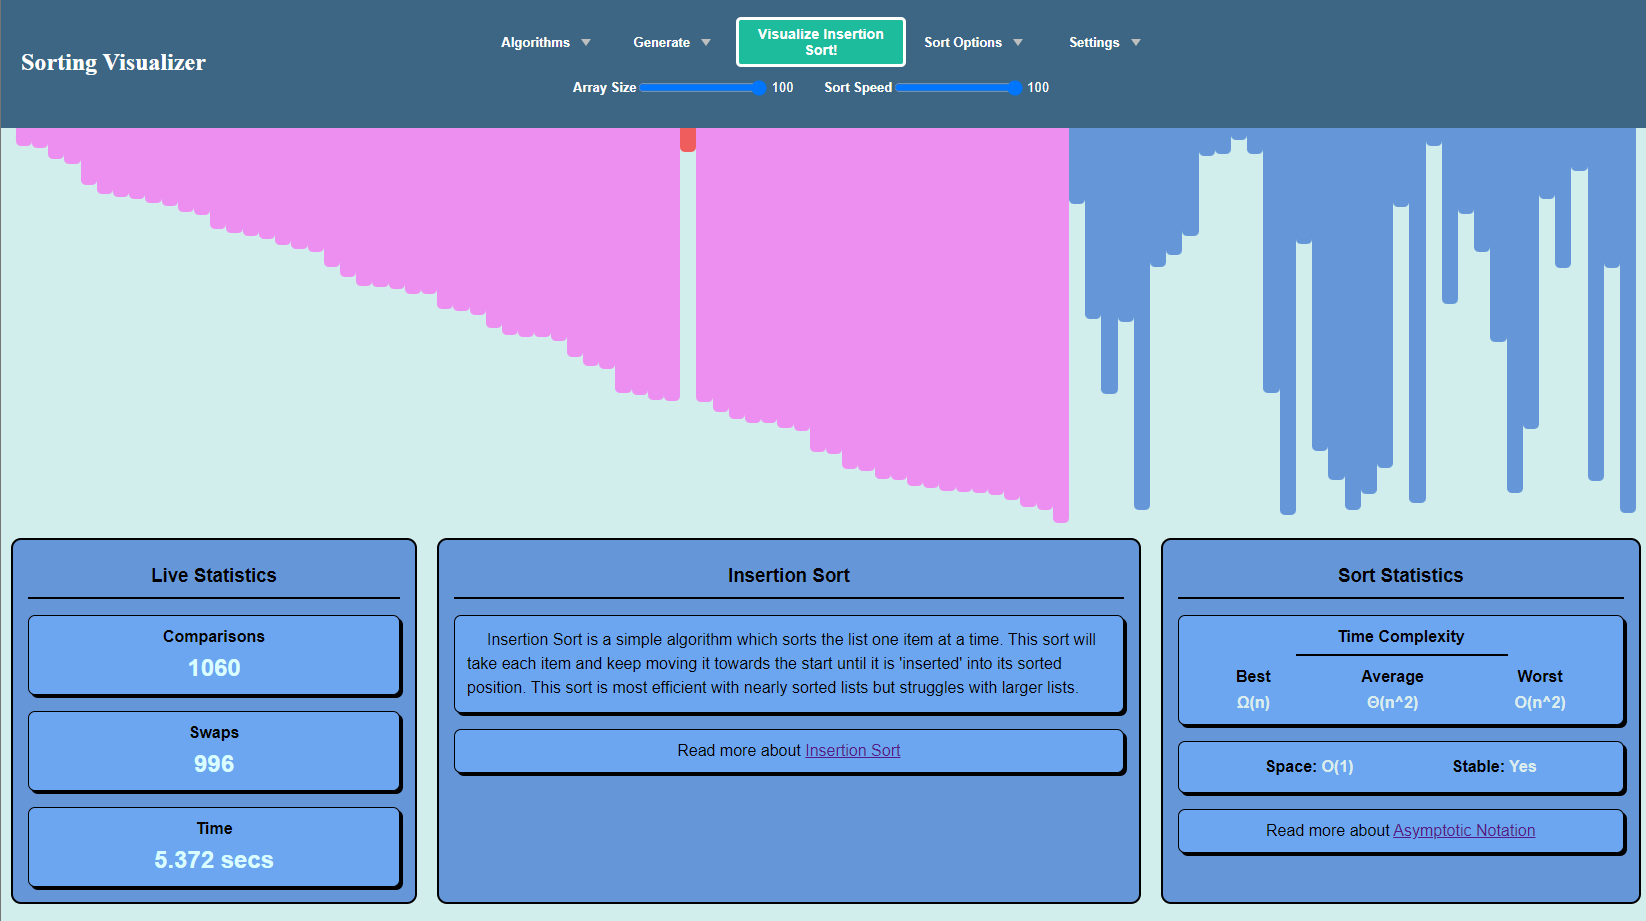 Sorting Visualizer
Algorithms
Generate
Visualize Insertion
Sort!
Sort Options
Settings
Array Size 100
Sort Speed 100
Live Statistics
Comparisons
1060
Swaps
996
Time
5.372 secs
Insertion Sort
Insertion Sort is a simple algorithm which sorts the list one item at a time. This sort will
take each item and keep moving it towards the start until it is 'inserted' into its sorted
position. This sort is most efficient with nearly sorted lists but struggles with larger lists.
Read more about Insertion Sort
Sort Statistics
Time Complexity
Best Average Worst
Ω(n) Θ(n^2) O(n^2)
Space: O(1) Stable: Yes
Read more about Asymptotic Notation